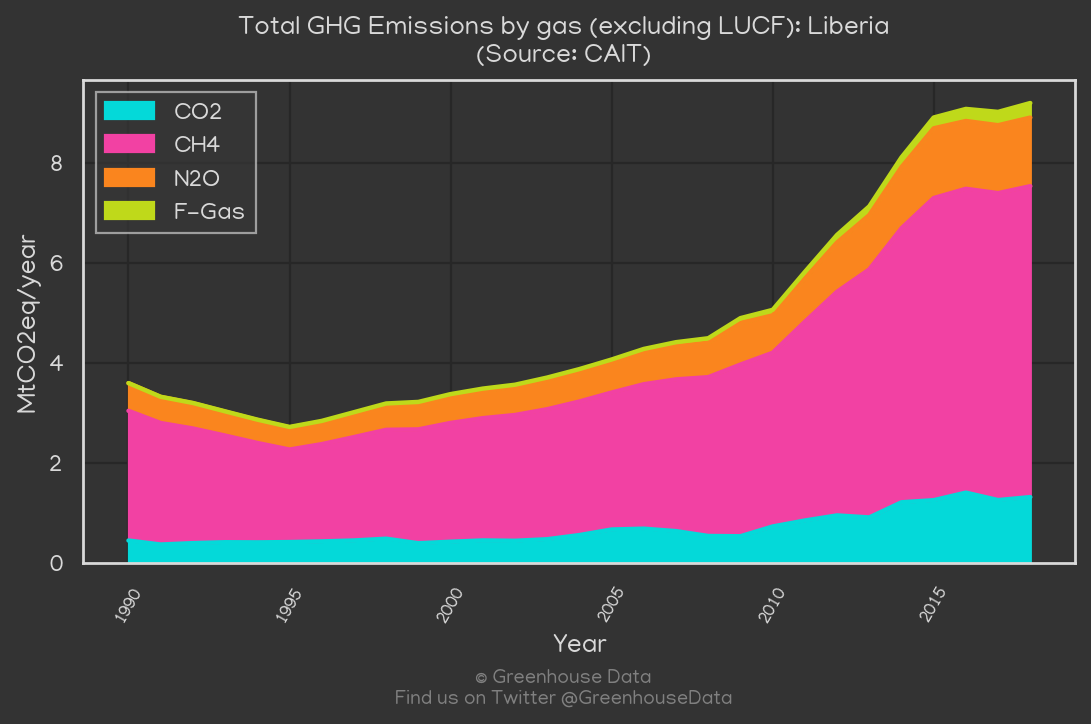 Total GHG Emissions by gas (excluding LUCF): Liberia
(Source: CAIT)
CO2
CH4
N2O
F-Gas
MtCO2eq/year
8
6
4
2
0
1990
1995
2000
2005
2010
2015
Year
© Greenhouse Data
Find us on Twitter @GreenhouseData